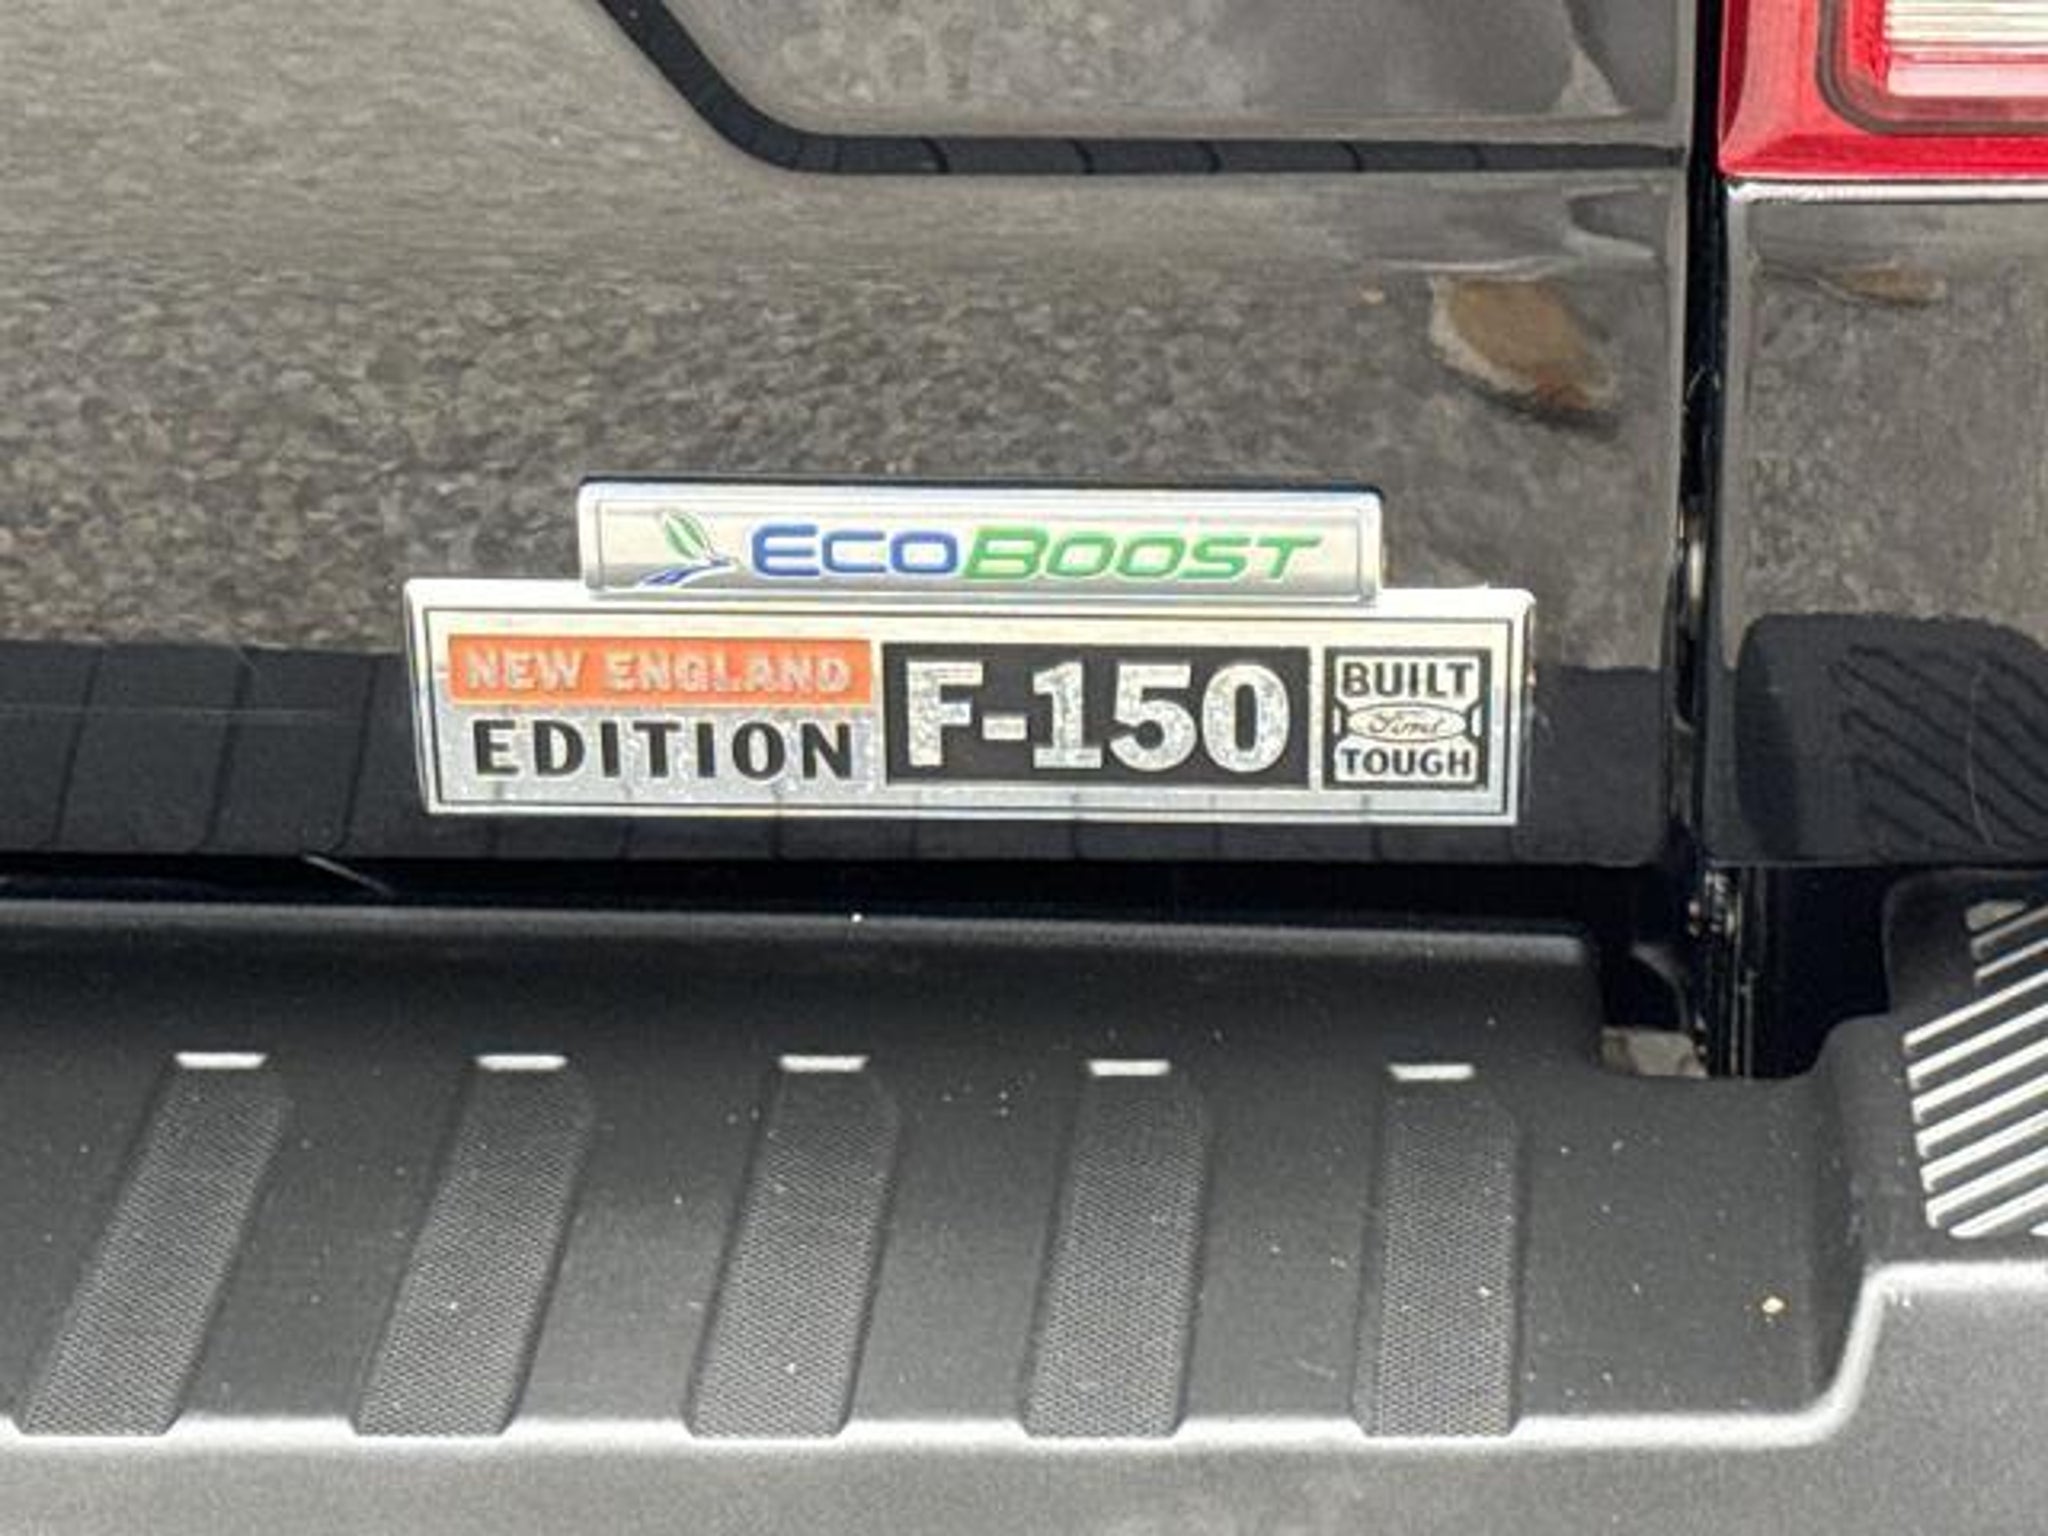 EcoBoost
NEW ENGLAND
EDITION
F-150
BUILT
Ford
TOUGH